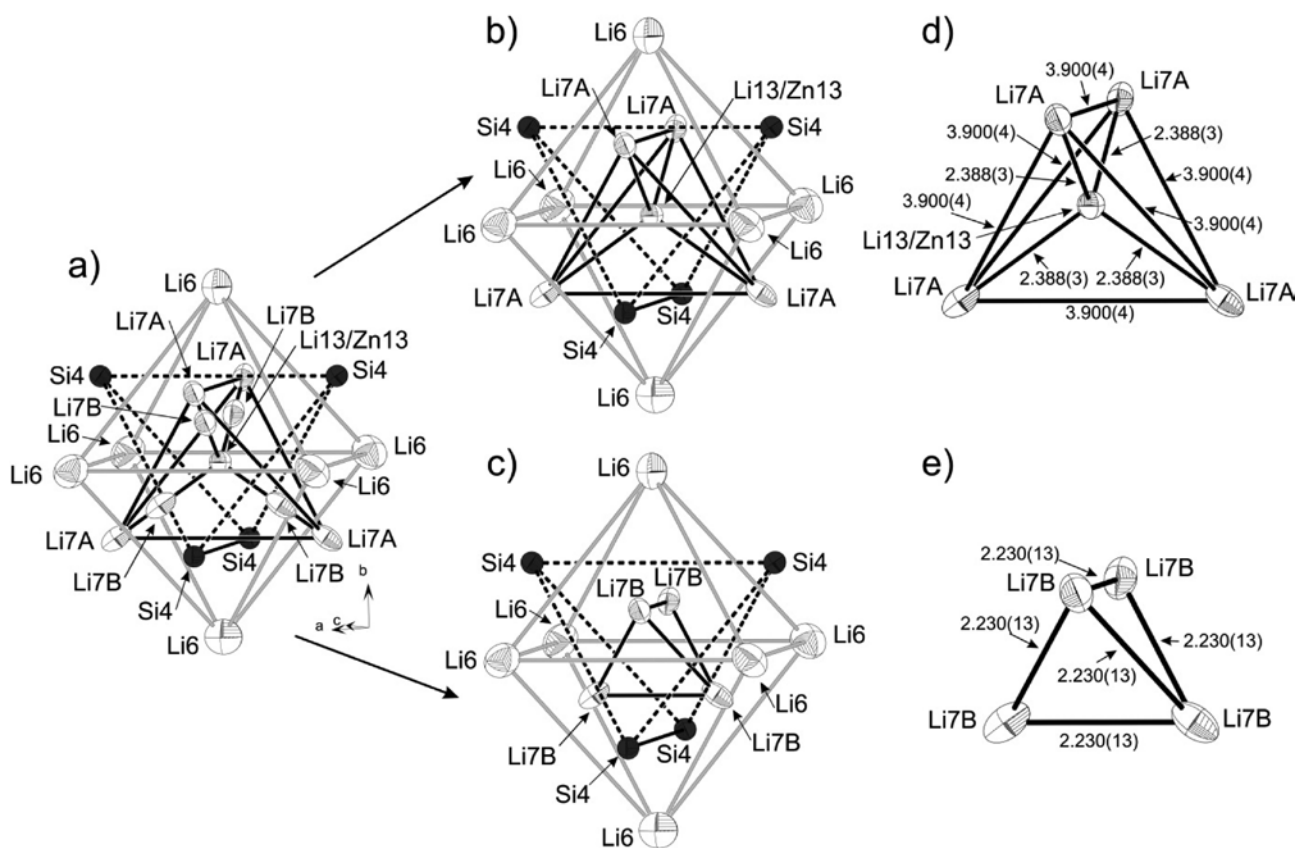 a)
Li6
Li7A
Li7B
Li13/Zn13
Li7A
Si4
Si4
Li7B
Li6
Li6
Li6
Li6
Li7A
Li7A
Li7B
Si4
Li7B
Si4
Li6
b
a
c
b)
Li6
Li7A
Li13/Zn13
Li7A
Si4
Si4
Li6
Li6
Li6
Li6
Li7A
Li7A
Si4
Si4
Li6
c)
Li6
Si4
Si4
Li7B
Li7B
Li6
Li6
Li6
Li6
Li7B
Li7B
Si4
Si4
Li6
d)
3.900(4)
Li7A
Li7A
3.900(4)
2.388(3)
2.388(3)
3.900(4)
3.900(4)
3.900(4)
Li13/Zn13
2.388(3)
2.388(3)
Li7A
Li7A
3.900(4)
e)
2.230(13)
Li7B
Li7B
2.230(13)
2.230(13)
2.230(13)
Li7B
Li7B
2.230(13)